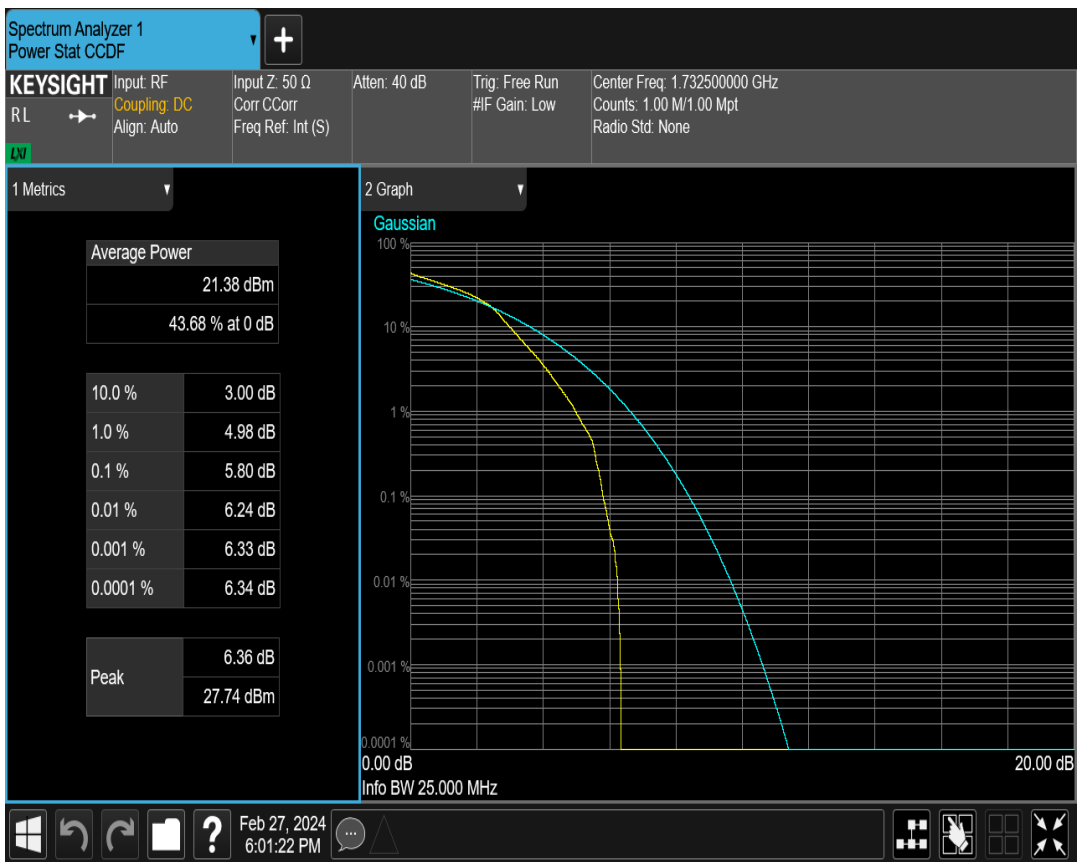 Spectrum Analyzer 1
Power Stat CCDF
KEYSIGHT
RL
LXI
Input: RF
Coupling: DC
Align: Auto
Input Z: 50 Ω
Corr CCorr
Freq Ref: Int (S)
Atten: 40 dB
Trig: Free Run
#IF Gain: Low
Center Freq: 1.732500000 GHz
Counts: 1.00 M/1.00 Mpt
Radio Std: None
1 Metrics
Average Power
21.38 dBm
43.68 % at 0 dB
10.0 % 3.00 dB
1.0 % 4.98 dB
0.1 % 5.80 dB
0.01 % 6.24 dB
0.001 % 6.33 dB
0.0001 % 6.34 dB
Peak
6.36 dB
27.74 dBm
2 Graph
Gaussian
100 %
10 %
1 %
0.1 %
0.01 %
0.001 %
0.0001 %
0.00 dB 20.00 dB
Info BW 25.000 MHz
?
Feb 27, 2024
6:01:22 PM